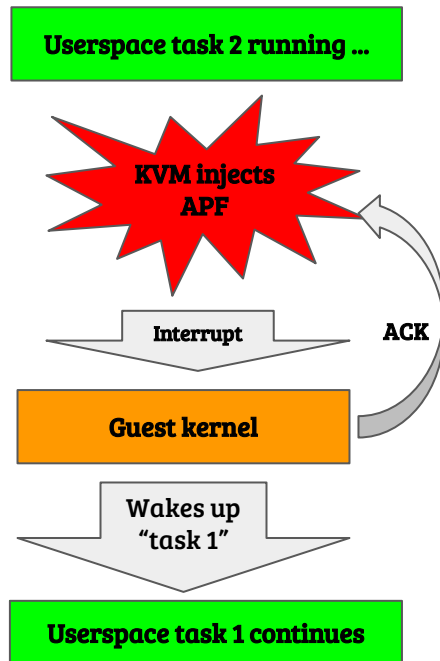 Userspace task 2 running ...
KVM injects
APF
Interrupt
ACK
Guest kernel
Wakes up
“task 1”
Userspace task 1 continues